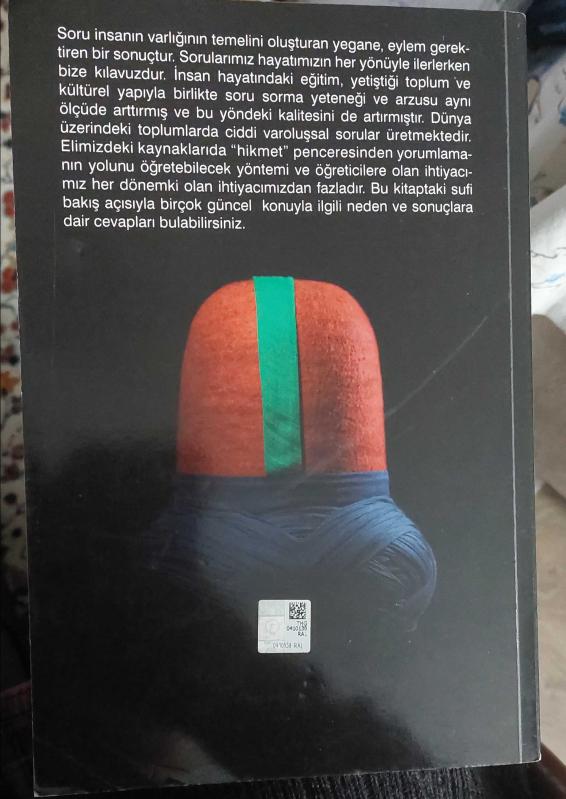 Soru insanın varlığının temelini oluşturan yegane, eylem gerek-
tiren bir sonuçtur. Sorularımız hayatımızın her yönüyle ilerlerken
bize kılavuzdur. İnsan hayatındaki eğitim, yetiştiği toplum ve
kültürel yapıyla birlikte soru sorma yeteneği ve arzusu aynı
ölçüde arttırmış ve bu yöndeki kalitesini de artırmıştır. Dünya
üzerindeki toplumlarda ciddi varoluşsal sorular üretmektedir.
Elimizdeki kaynaklarıda “hikmet” penceresinden yorumlama-
nın yolunu öğretebilecek yöntemi ve öğreticilere olan ihtiyacı-
mız her dönemki olan ihtiyacımızdan fazladır. Bu kitaptaki sufi
bakış açısıyla birçok güncel konuyla ilgili neden ve sonuçlara
dair cevapları bulabilirsiniz.
RAI